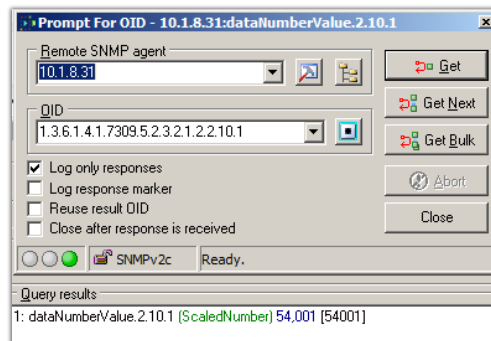 Prompt For OID - 10.1.8.31:dataNumberValue.2.10.1
Remote SNMP agent
10.1.8.31
Get
OID
Get Next
1.3.6.1.4.1.7309.5.2.3.2.1.2.2.10.1
Get Bulk
Log only responses
Log response marker
Abort
Reuse result OID
Close after response is received
Close
SNMPv2c
Ready.
Query results
1: dataNumberValue.2.10.1 (ScaledNumber) 54,001 [54001]